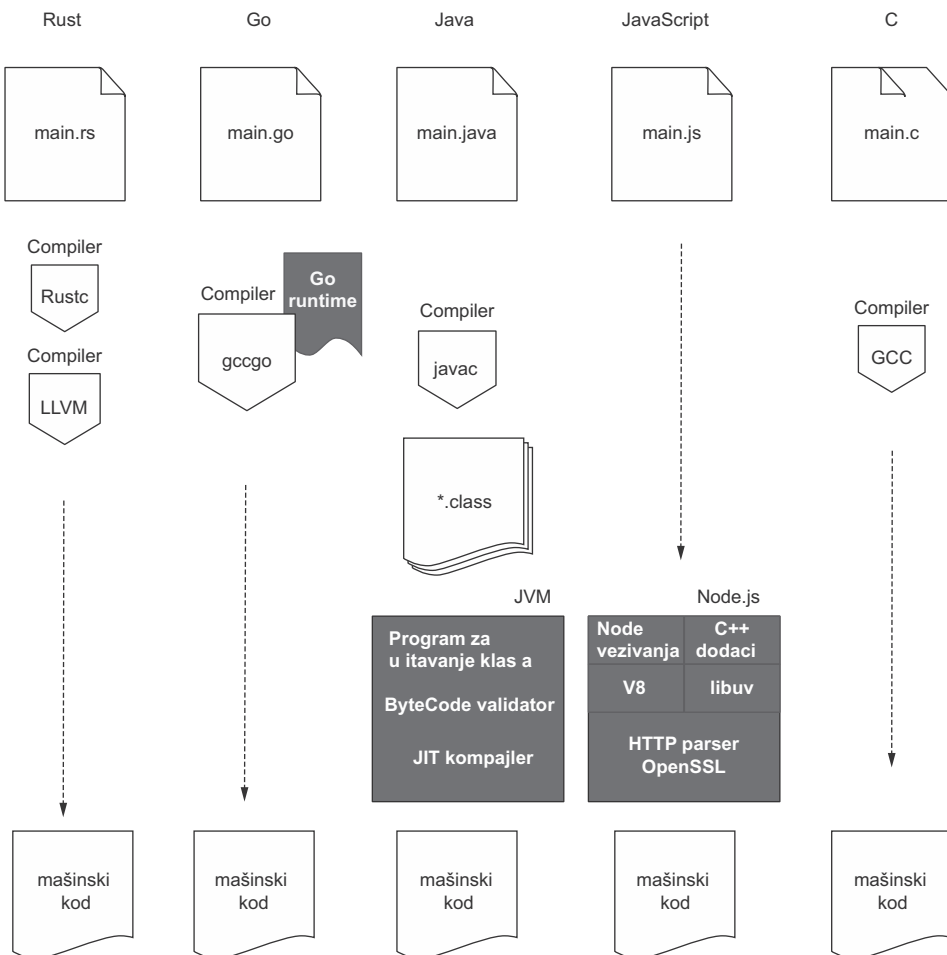 Rust
Go
Java
JavaScript
C
main.rs
main.go
main.java
main.js
main.c
Compiler
Rustc
Compiler
LLVM
Compiler
Go
runtime
gccgo
Compiler
javac
*.class
Compiler
GCC
JVM
Program za
u itavanje klas a
ByteCode validator
JIT kompajler
Node.js
Node
vezivanja
C++
dodaci
V8
libuv
HTTP parser
OpenSSL
mašinski
kod
mašinski
kod
mašinski
kod
mašinski
kod
mašinski
kod